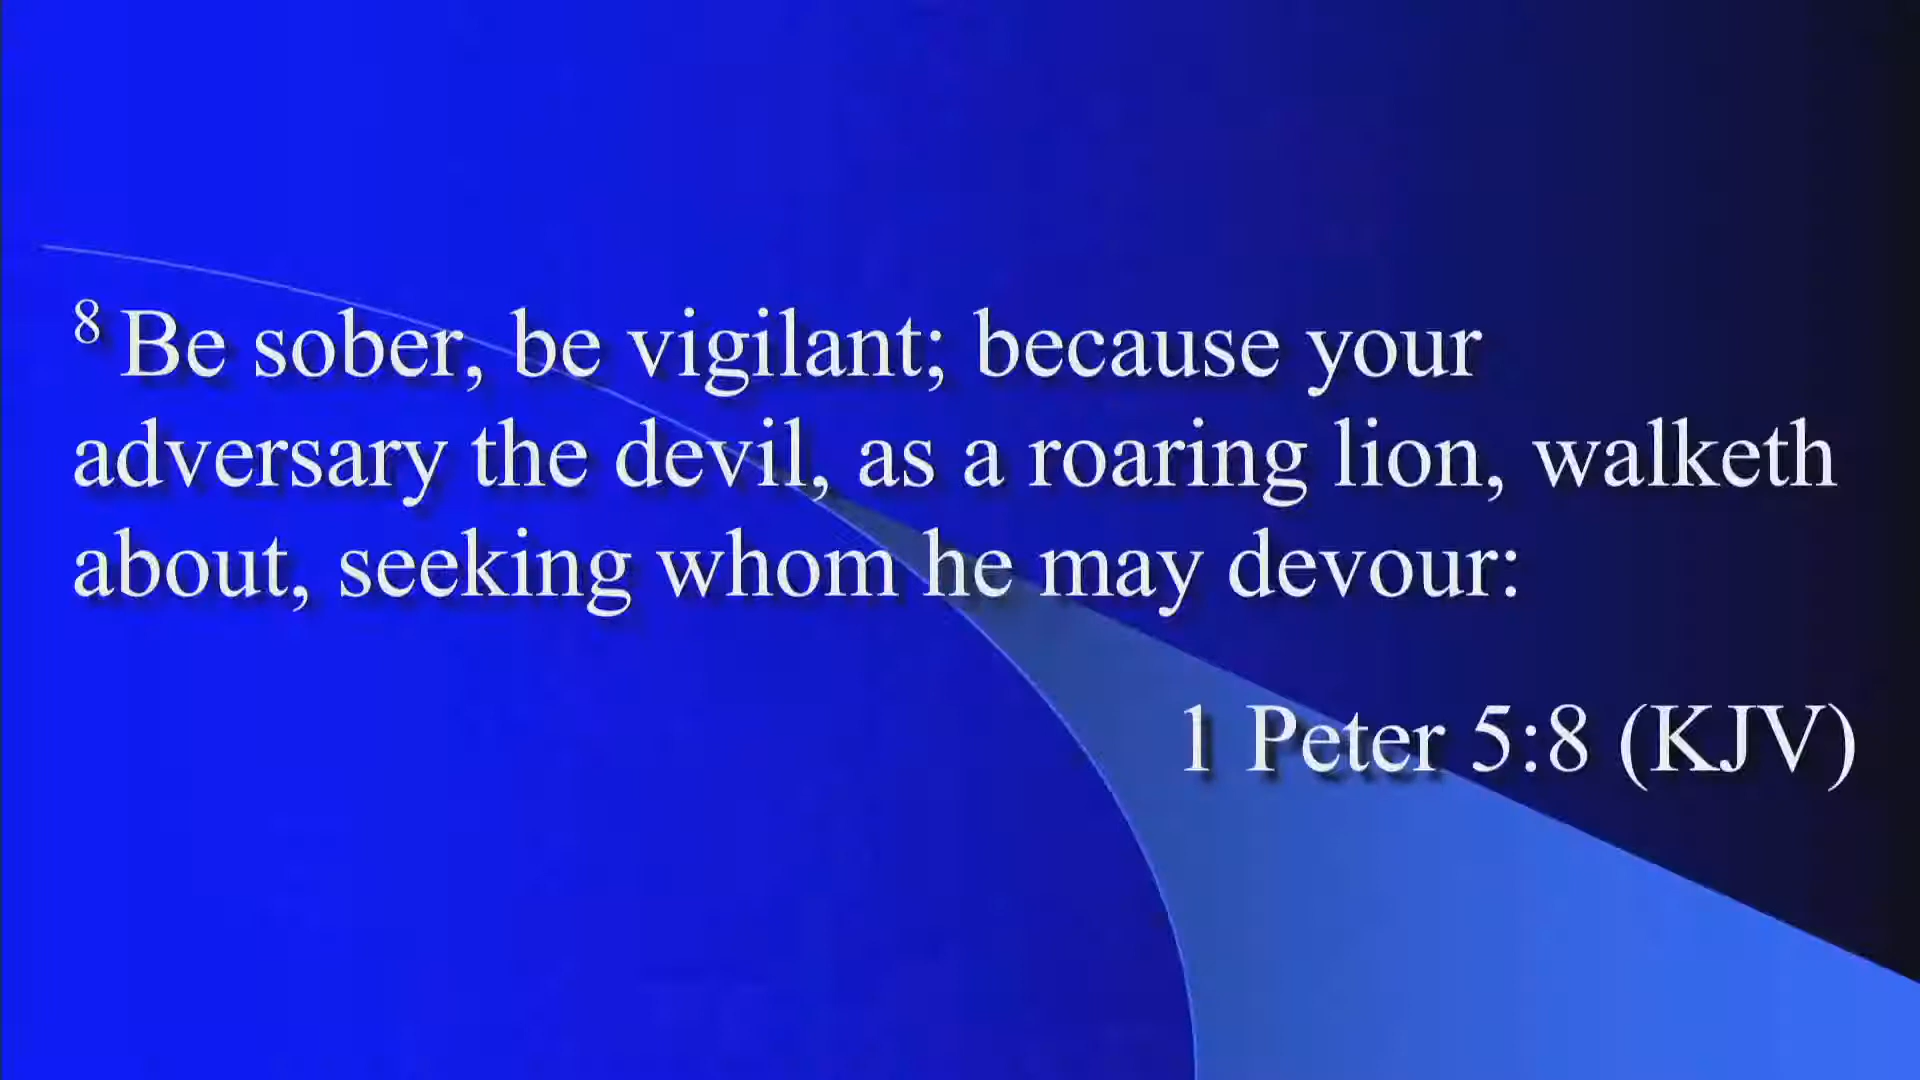 8 Be sober, be vigilant; because your
adversary the devil, as a roaring lion, walketh
about, seeking whom he may devour:
1 Peter 5:8 (KJV)